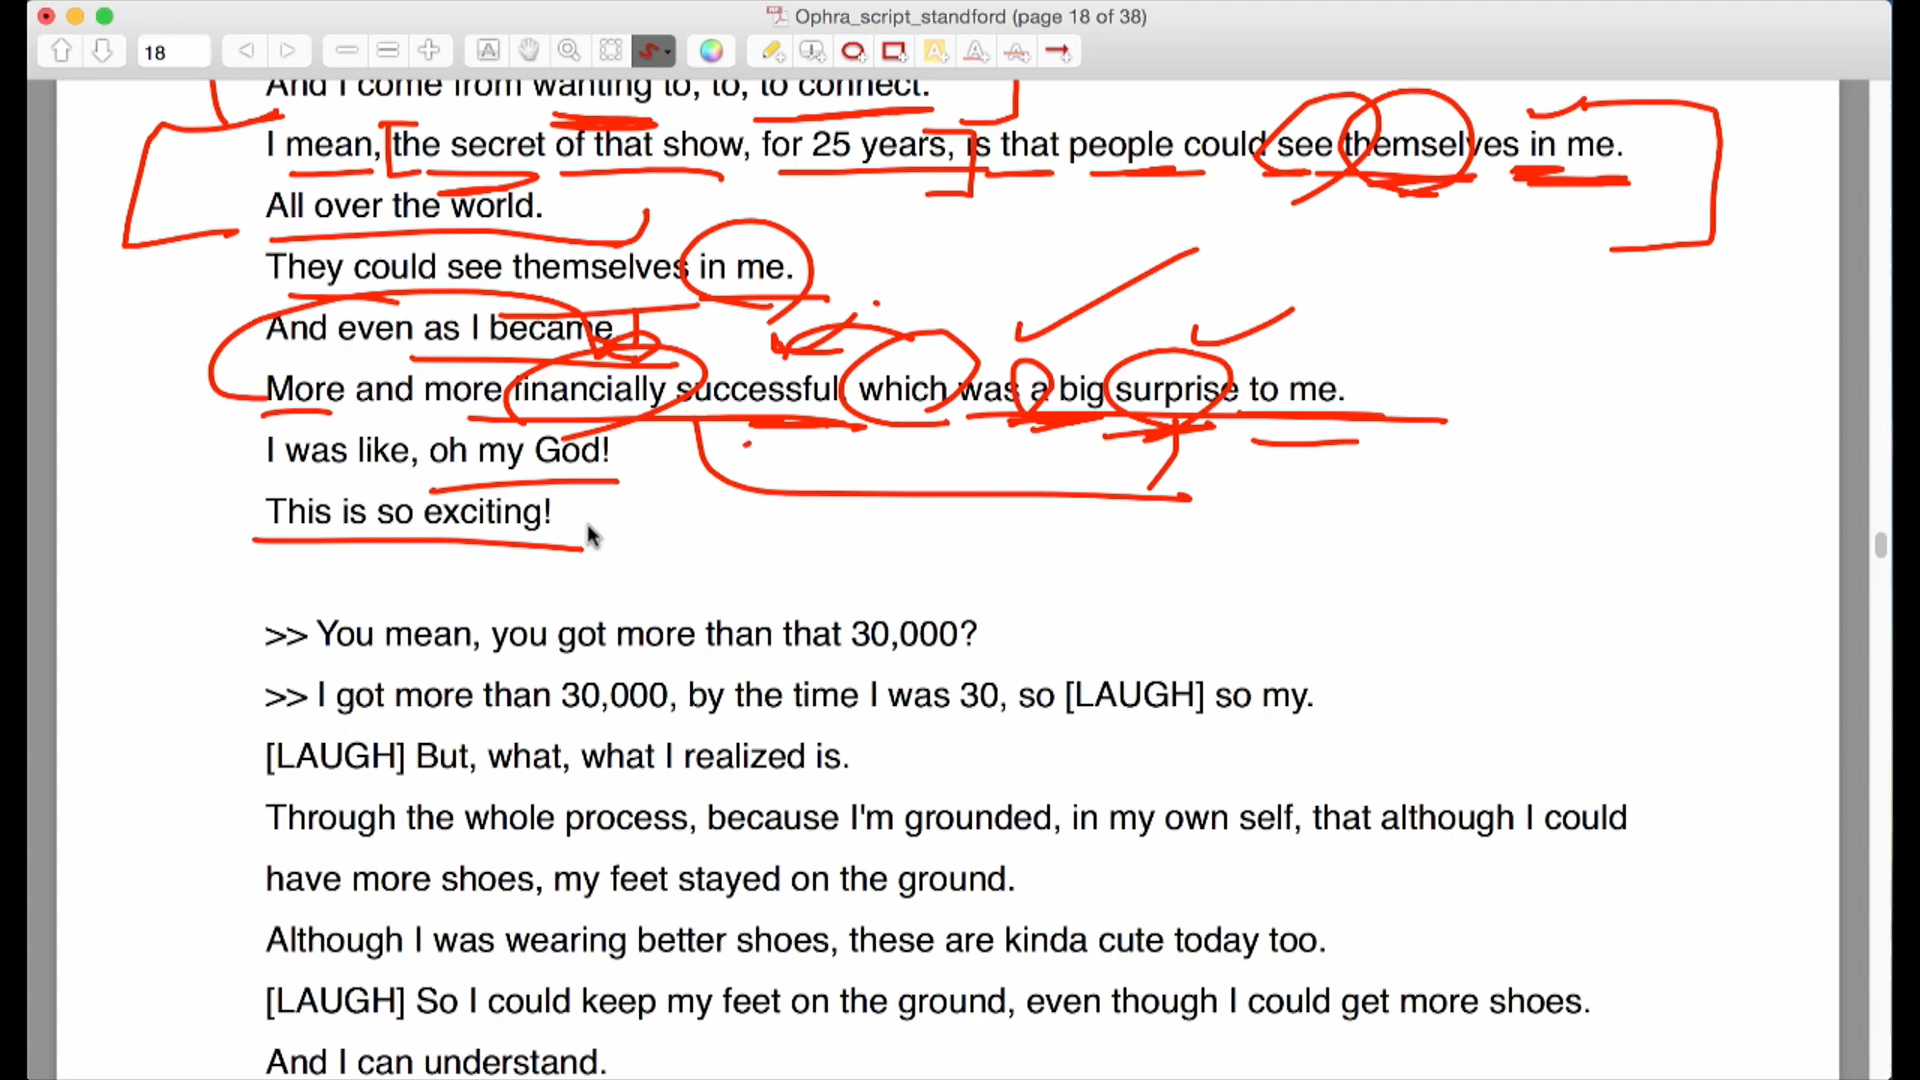 Ophra_script_standford (page 18 of 38)
18
And I come from wanting to, to, to connect.
I mean, the secret of that show, for 25 years, is that people could see themselves in me.
All over the world.
They could see themselves in me.
And even as I became
More and more financially successful, which was a big surprise to me.
I was like, oh my God!
This is so exciting!
>> You mean, you got more than that 30,000?
>> I got more than 30,000, by the time I was 30, so [LAUGH] so my.
[LAUGH] But, what, what I realized is.
Through the whole process, because I'm grounded, in my own self, that although I could
have more shoes, my feet stayed on the ground.
Although I was wearing better shoes, these are kinda cute today too.
[LAUGH] So I could keep my feet on the ground, even though I could get more shoes.
And I can understand.